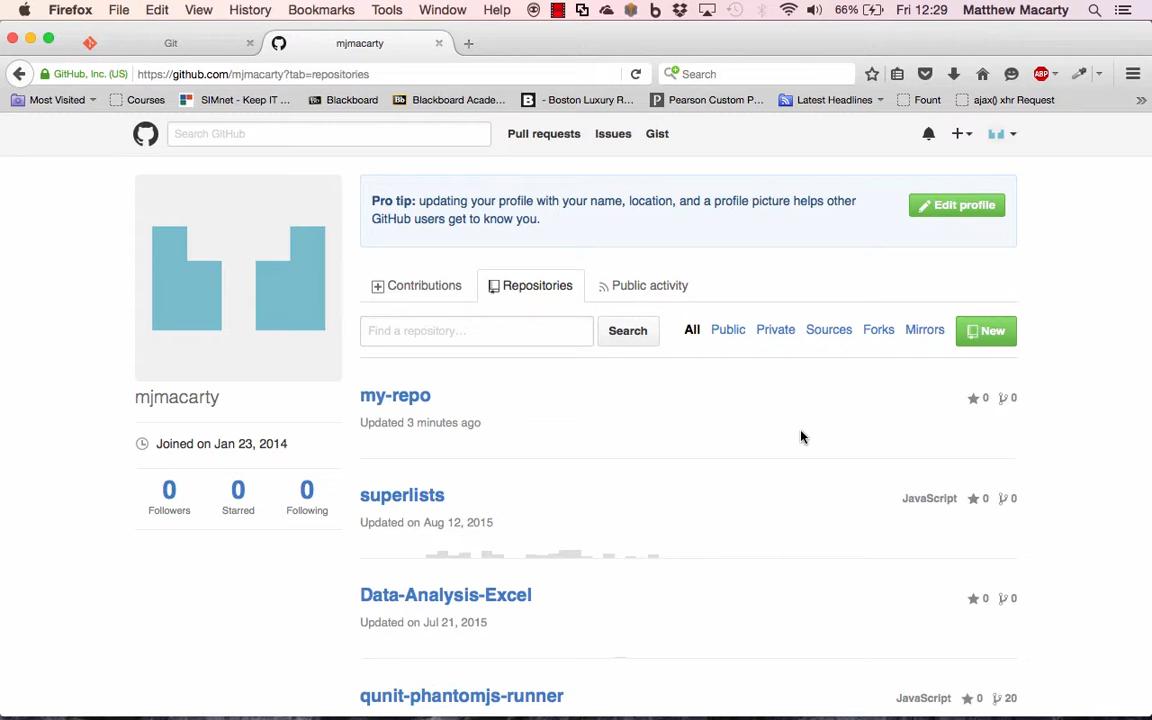 Firefox File Edit View History Bookmarks Tools Window Help 66% Fri 12:29 Matthew Macarty
Git mjmacarty
GitHub, Inc. (US) https://github.com/mjmacarty?tab=repositories Search
Most Visited Courses SIMnet - Keep IT ... Blackboard Blackboard Acade... - Boston Luxury R... Pearson Custom P... Latest Headlines Fount ajax() xhr Request
Search GitHub Pull requests Issues Gist
Pro tip: updating your profile with your name, location, and a profile picture helps other
GitHub users get to know you.
Edit profile
Contributions Repositories Public activity
Find a repository... Search All Public Private Sources Forks Mirrors New
mjmacarty
Joined on Jan 23, 2014
0 0 0
Followers Starred Following
my-repo 0 0
Updated 3 minutes ago
superlists JavaScript 0 0
Updated on Aug 12, 2015
Data-Analysis-Excel 0 0
Updated on Jul 21, 2015
qunit-phantomjs-runner JavaScript 0 20